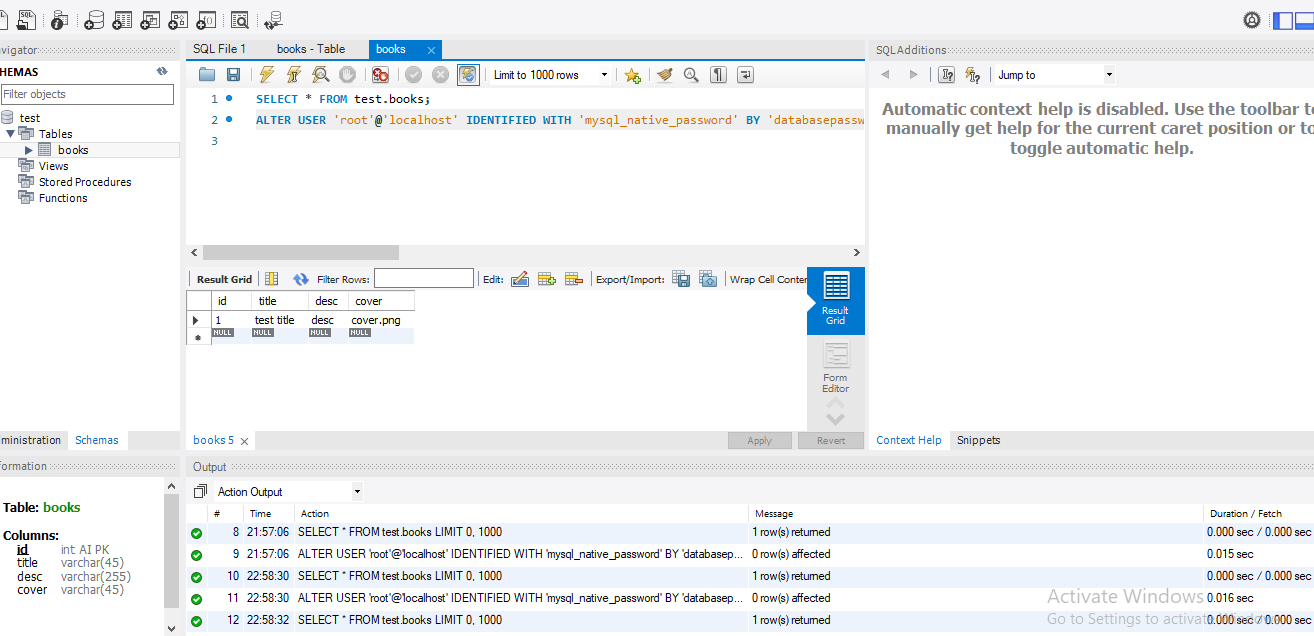 SQL
avigator
SQL File 1 books - Table books
SQLAdditions
HEMAS
Filter objects
test
Tables
books
Views
Stored Procedures
Functions
Limit to 1000 rows
Jump to
1 SELECT * FROM test.books;
2 ALTER USER 'root'@'localhost' IDENTIFIED WITH 'mysql_native_password' BY 'databasepassw
3
Automatic context help is disabled. Use the toolbar to
manually get help for the current caret position or to
toggle automatic help.
Result Grid Filter Rows: Edit: Export/Import: Wrap Cell Conten
id title desc cover
1 test title desc cover.png
NULL NULL NULL NULL
Result
Grid
Form
Editor
ministration Schemas
books 5
Apply Revert
Context Help Snippets
formation
Output
Table: books
Columns:
id int AI PK
title varchar(45)
desc varchar(255)
cover varchar(45)
Action Output
# Time Action Message Duration / Fetch
8 21:57:06 SELECT * FROM test.books LIMIT 0, 1000 1 row(s) returned 0.000 sec / 0.000 sec
9 21:57:06 ALTER USER 'root'@'localhost' IDENTIFIED WITH 'mysql_native_password' BY 'databasep... 0 row(s) affected 0.015 sec
10 22:58:30 SELECT * FROM test.books LIMIT 0, 1000 1 row(s) returned 0.000 sec / 0.000 sec
11 22:58:30 ALTER USER 'root'@'localhost' IDENTIFIED WITH 'mysql_native_password' BY 'databasep... 0 row(s) affected 0.016 sec
12 22:58:32 SELECT * FROM test.books LIMIT 0, 1000 1 row(s) returned 0.000 sec / 0.000 sec
Activate Windows
Go to Settings to activate Windows.